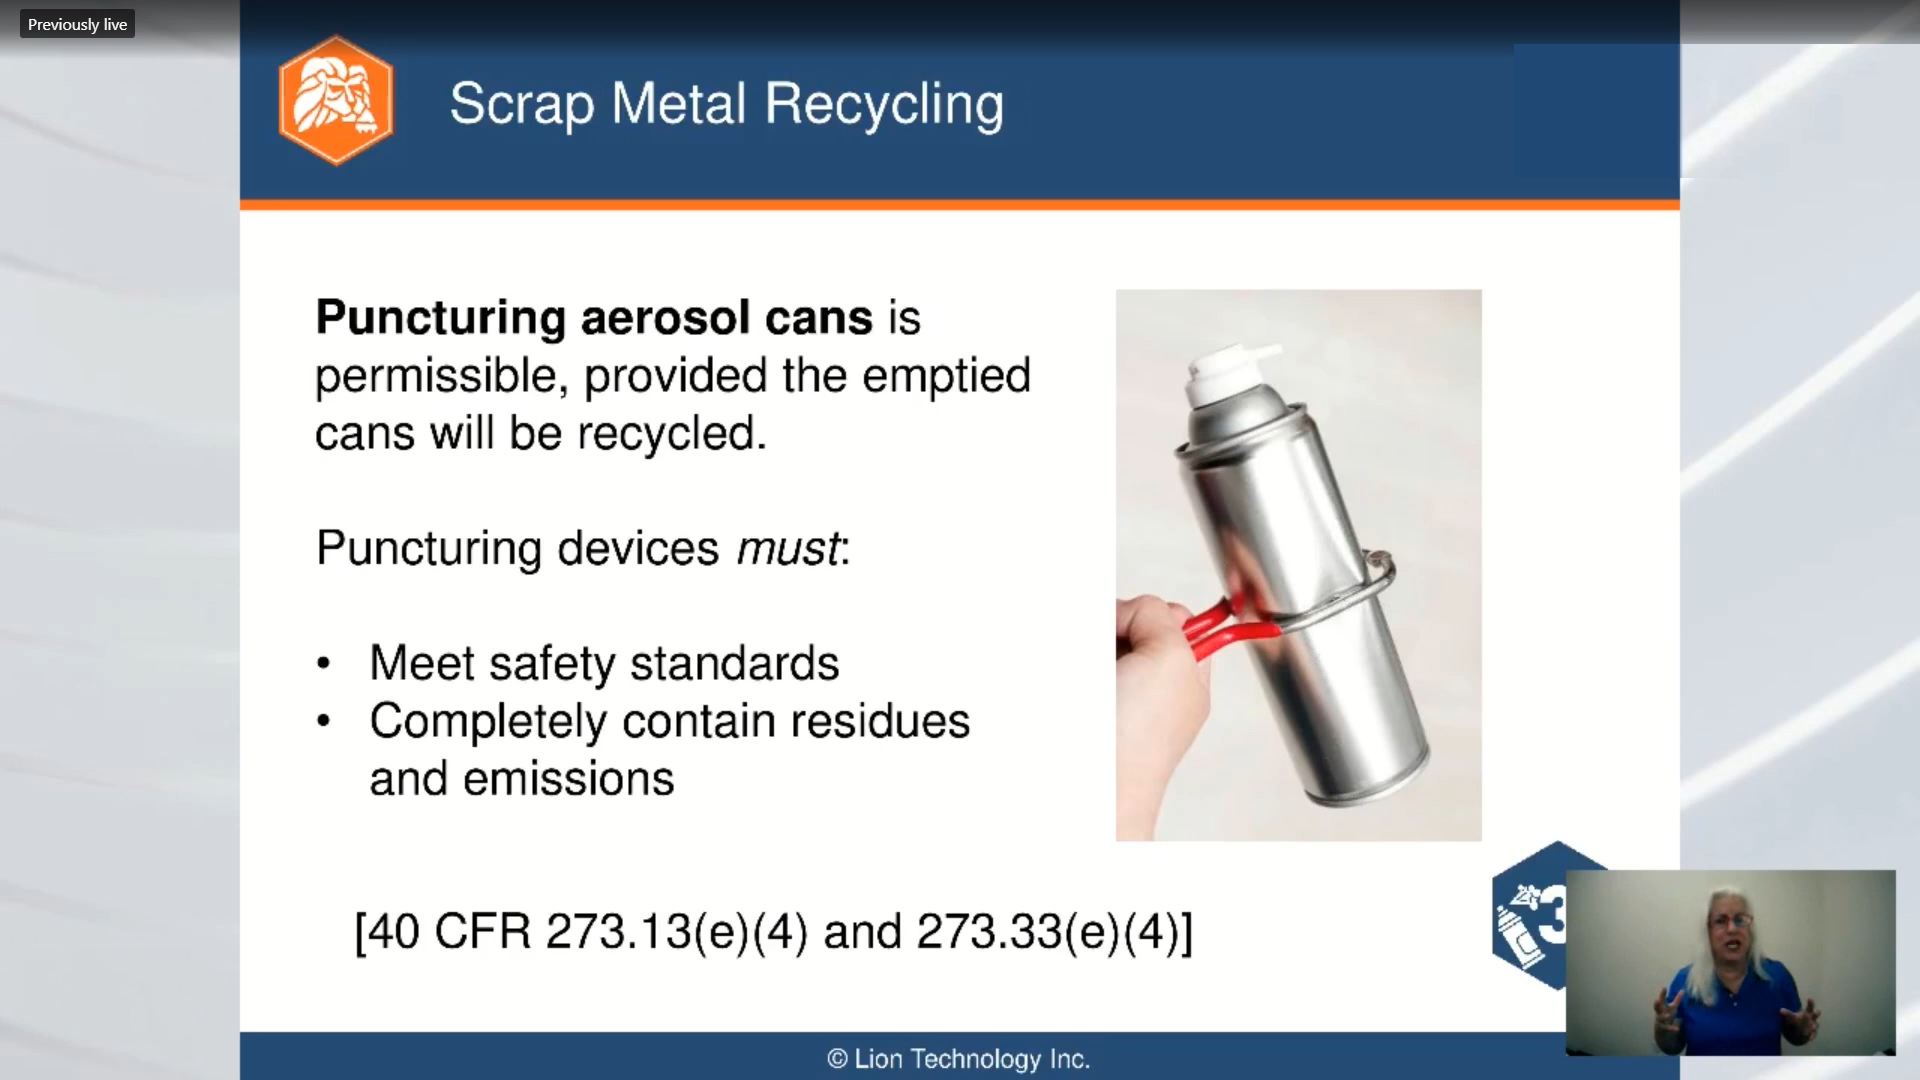 Previously live
Scrap Metal Recycling
Puncturing aerosol cans is
permissible, provided the emptied
cans will be recycled.
Puncturing devices must:
• Meet safety standards
• Completely contain residues
and emissions
[40 CFR 273.13(e)(4) and 273.33(e)(4)]
3
© Lion Technology Inc.